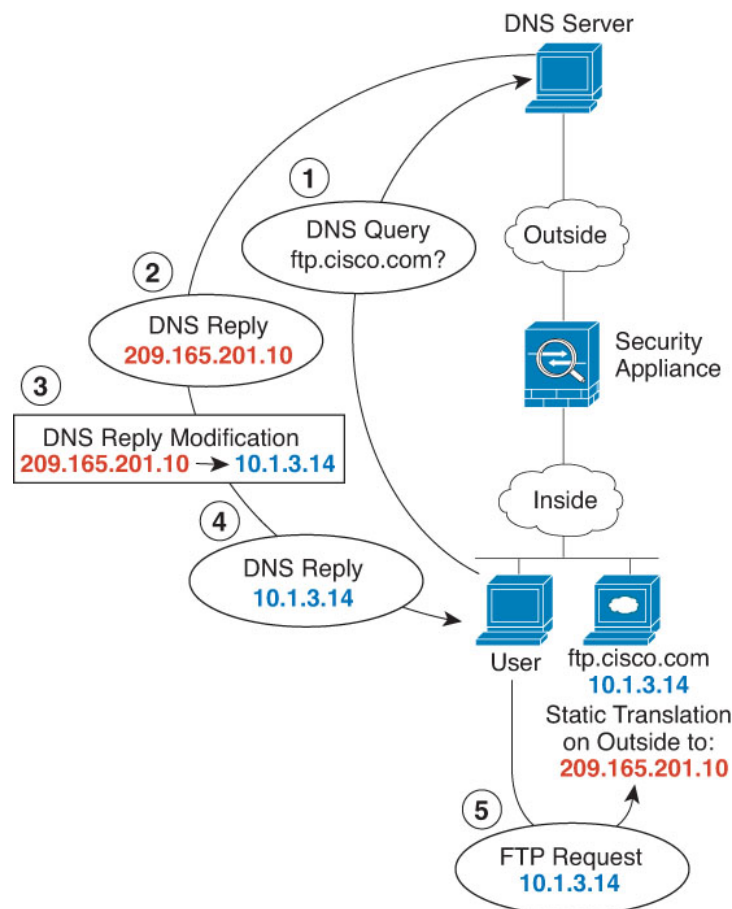 DNS Server
1
DNS Query
ftp.cisco.com?
Outside
2
DNS Reply
209.165.201.10
Security
Appliance
3
DNS Reply Modification
209.165.201.10 → 10.1.3.14
Inside
4
DNS Reply
10.1.3.14
User
ftp.cisco.com
10.1.3.14
Static Translation
on Outside to:
209.165.201.10
5
FTP Request
10.1.3.14